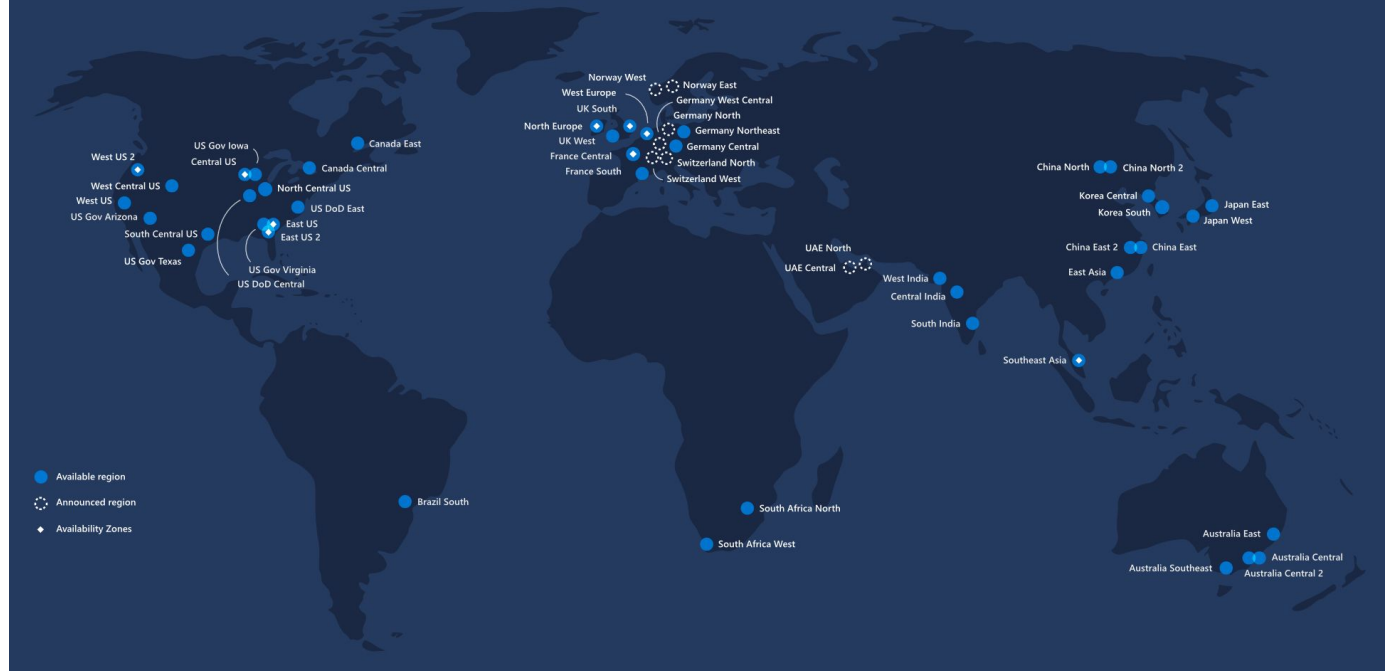 Norway West
Norway East
West Europe
Germany West Central
UK South
Germany North
North Europe
Germany Northeast
UK West
Germany Central
France Central
Switzerland North
France South
Switzerland West
US Gov Iowa
Canada East
Central US
West US 2
Canada Central
West Central US
North Central US
West US
US DoD East
US Gov Arizona
East US
South Central US
East US 2
US Gov Texas
US Gov Virginia
US DoD Central
China North
China North 2
Korea Central
Korea South
Japan East
Japan West
China East 2
China East
East Asia
UAE North
UAE Central
West India
Central India
South India
Southeast Asia
Available region
Announced region
Availability Zones
Brazil South
South Africa North
South Africa West
Australia East
Australia Central
Australia Southeast
Australia Central 2